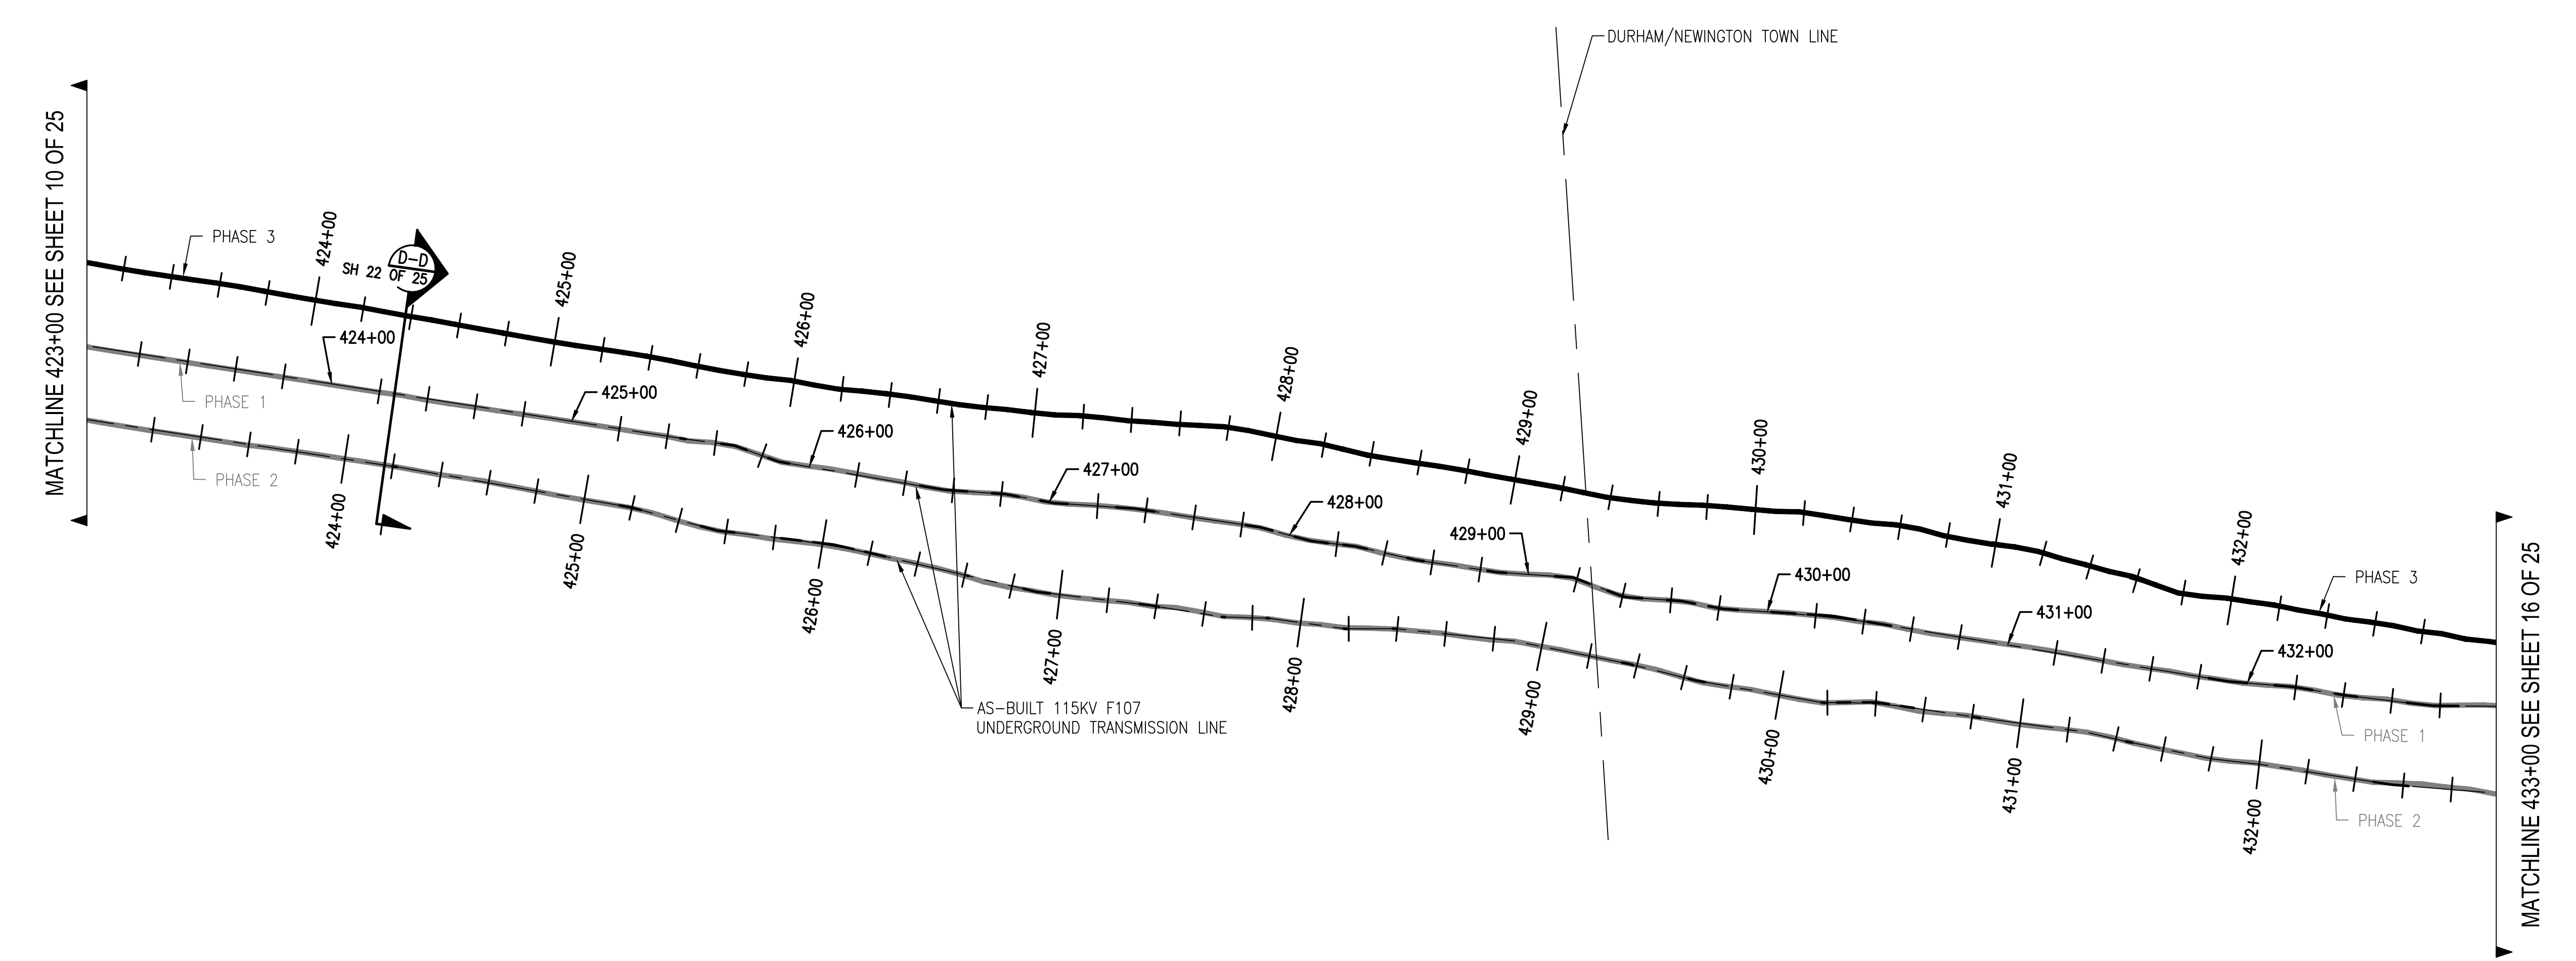 DURHAM/NEWINGTON TOWN LINE
MATCHLINE 423+00 SEE SHEET 10 OF 25
PHASE 3
424+00
D-D
SH 22 OF 25
425+00
426+00
427+00
428+00
429+00
430+00
431+00
432+00
PHASE 3
424+00
425+00
426+00
427+00
428+00
429+00
430+00
431+00
432+00
PHASE 1
PHASE 1
PHASE 2
424+00
425+00
426+00
427+00
428+00
429+00
430+00
431+00
432+00
PHASE 2
AS-BUILT 115KV F107
UNDERGROUND TRANSMISSION LINE
MATCHLINE 433+00 SEE SHEET 16 OF 25